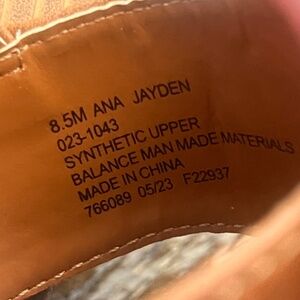 8.5M ANA JAYDEN
023-1043
SYNTHETIC UPPER
BALANCE MAN MADE MATERIALS
MADE IN CHINA
766089 05/23 F22937